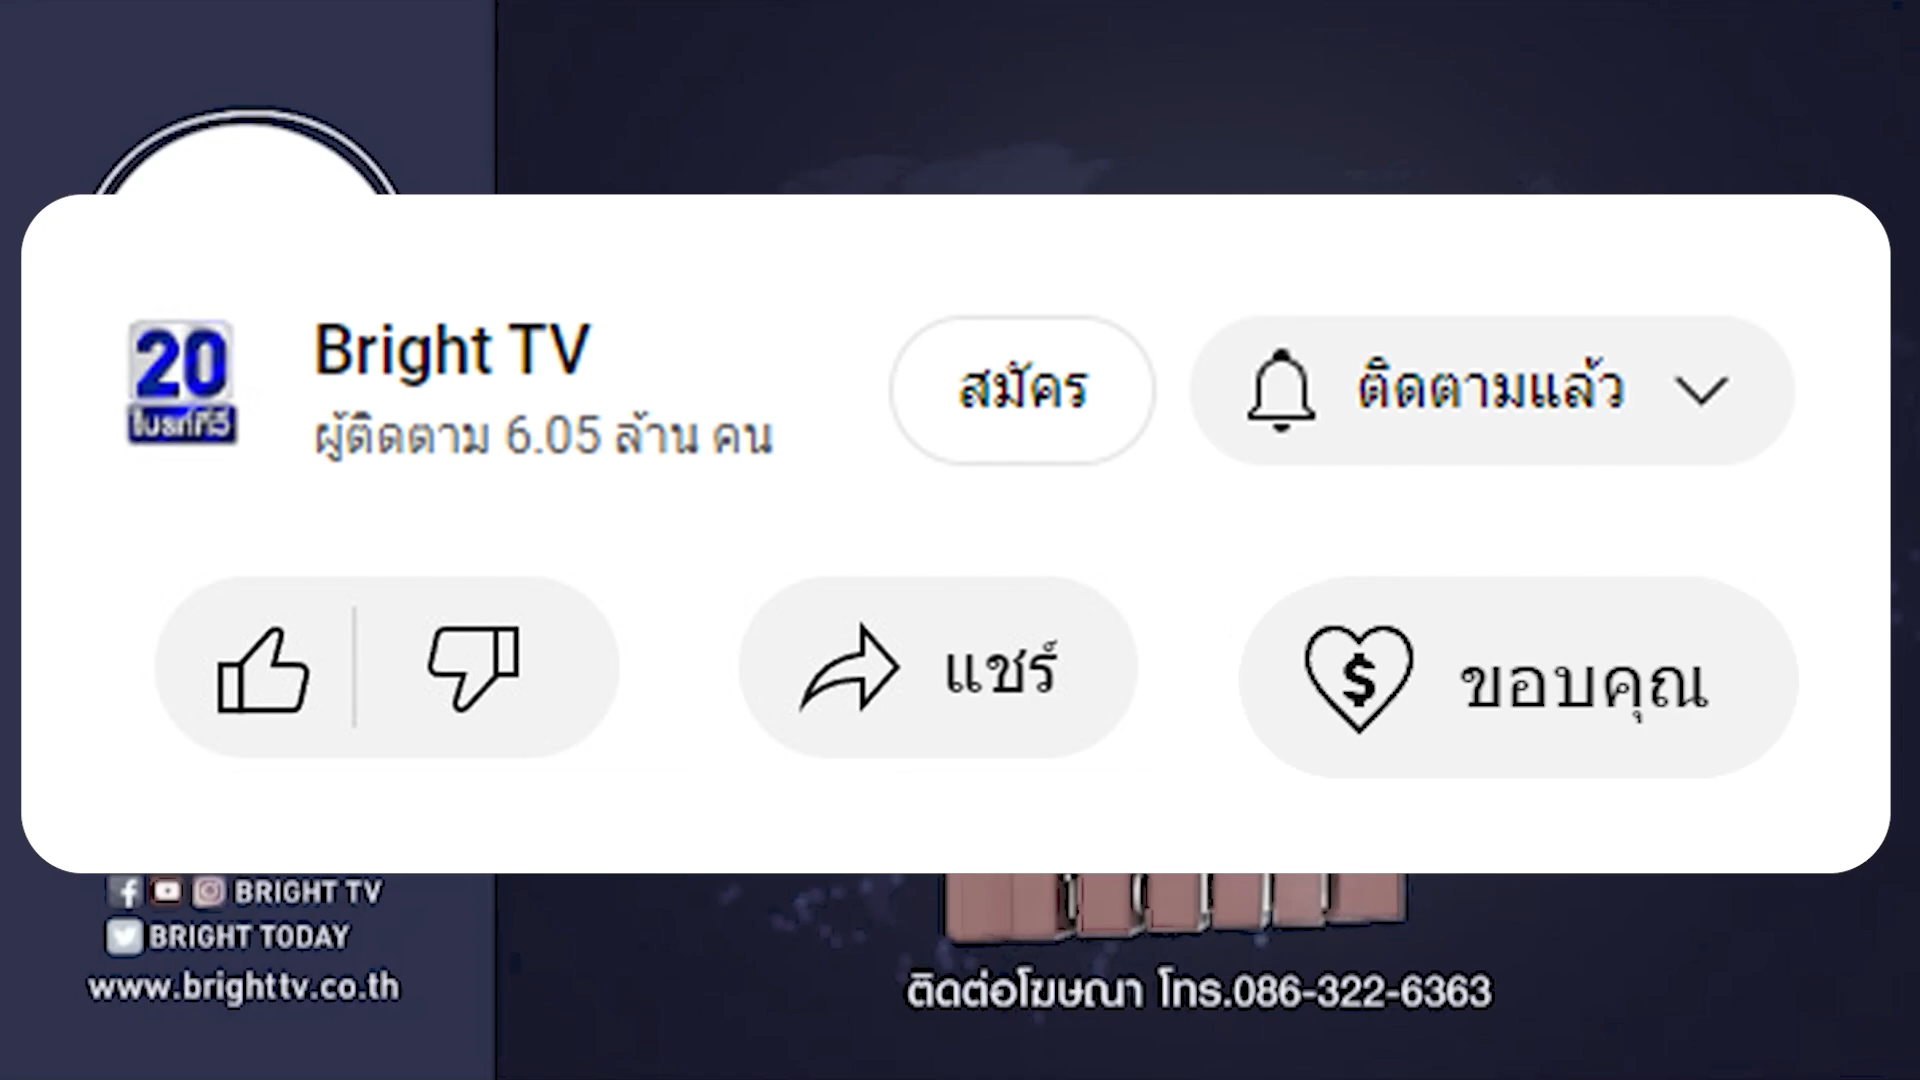 20
ไบรท์ทีวี
Bright TV
ผู้ติดตาม 6.05 ล้าน คน
สมัคร
ติดตามแล้ว
แชร์
ขอบคุณ
BRIGHT TV
BRIGHT TODAY
www.brighttv.co.th
ติดต่อโฆษณา โทร.086-322-6363